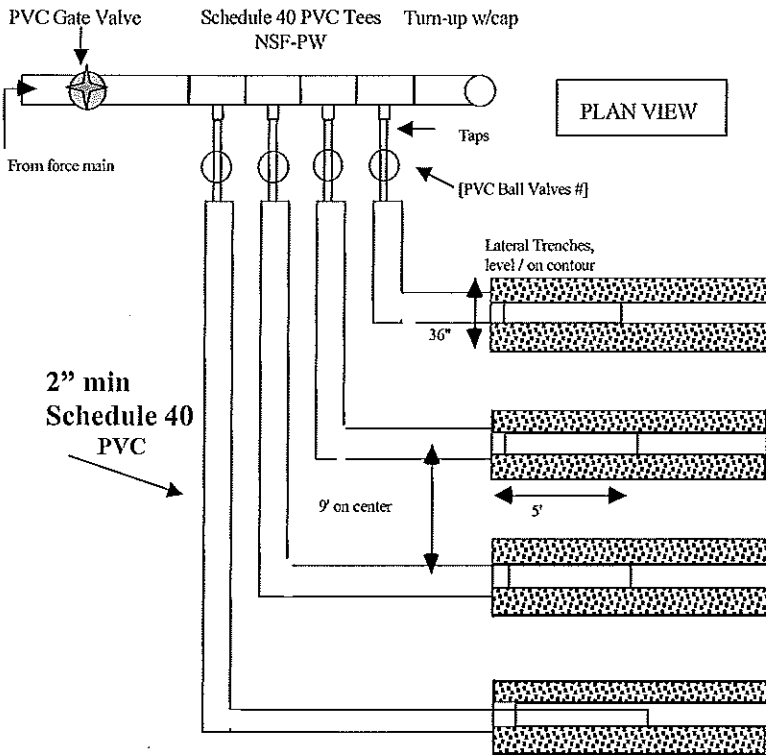 PVC Gate Valve
Schedule 40 PVC Tees
NSF-PW
Turn-up w/cap
PLAN VIEW
Taps
From force main
[PVC Ball Valves #]
Lateral Trenches,
level / on contour
36"
2” min
Schedule 40
PVC
9' on center
5'